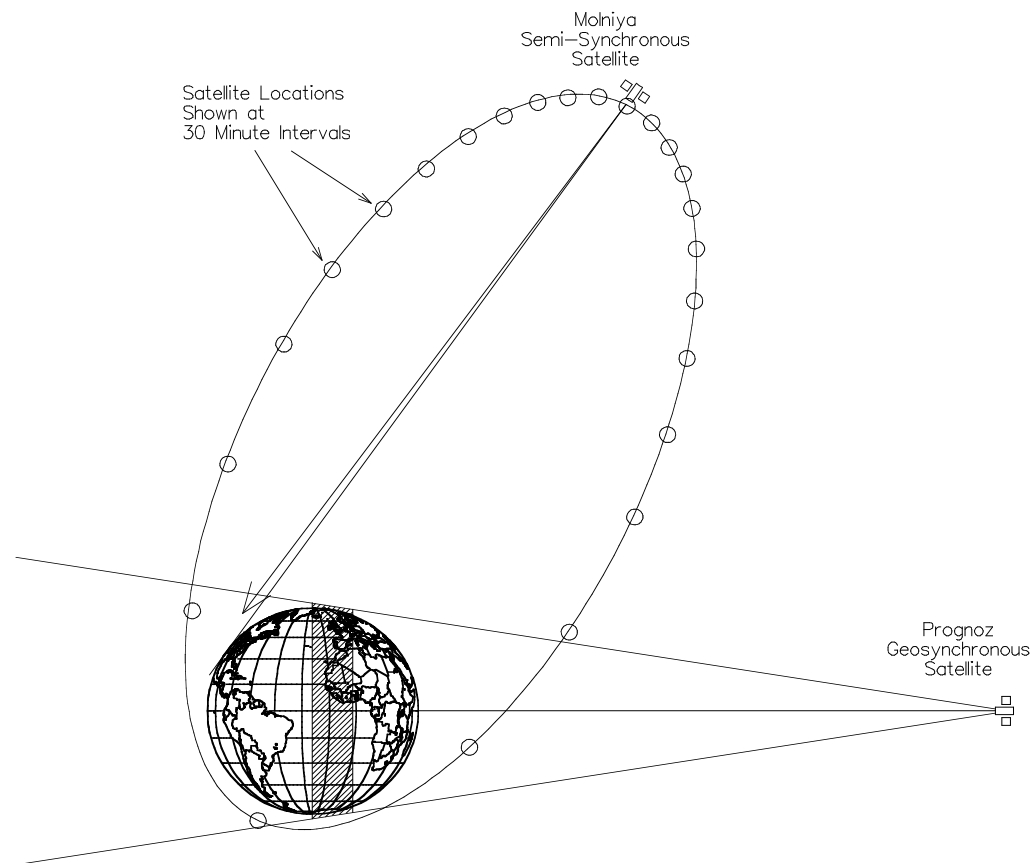 Molniya
Semi-Synchronous
Satellite
Satellite Locations
Shown at
30 Minute Intervals
Prognoz
Geosynchronous
Satellite